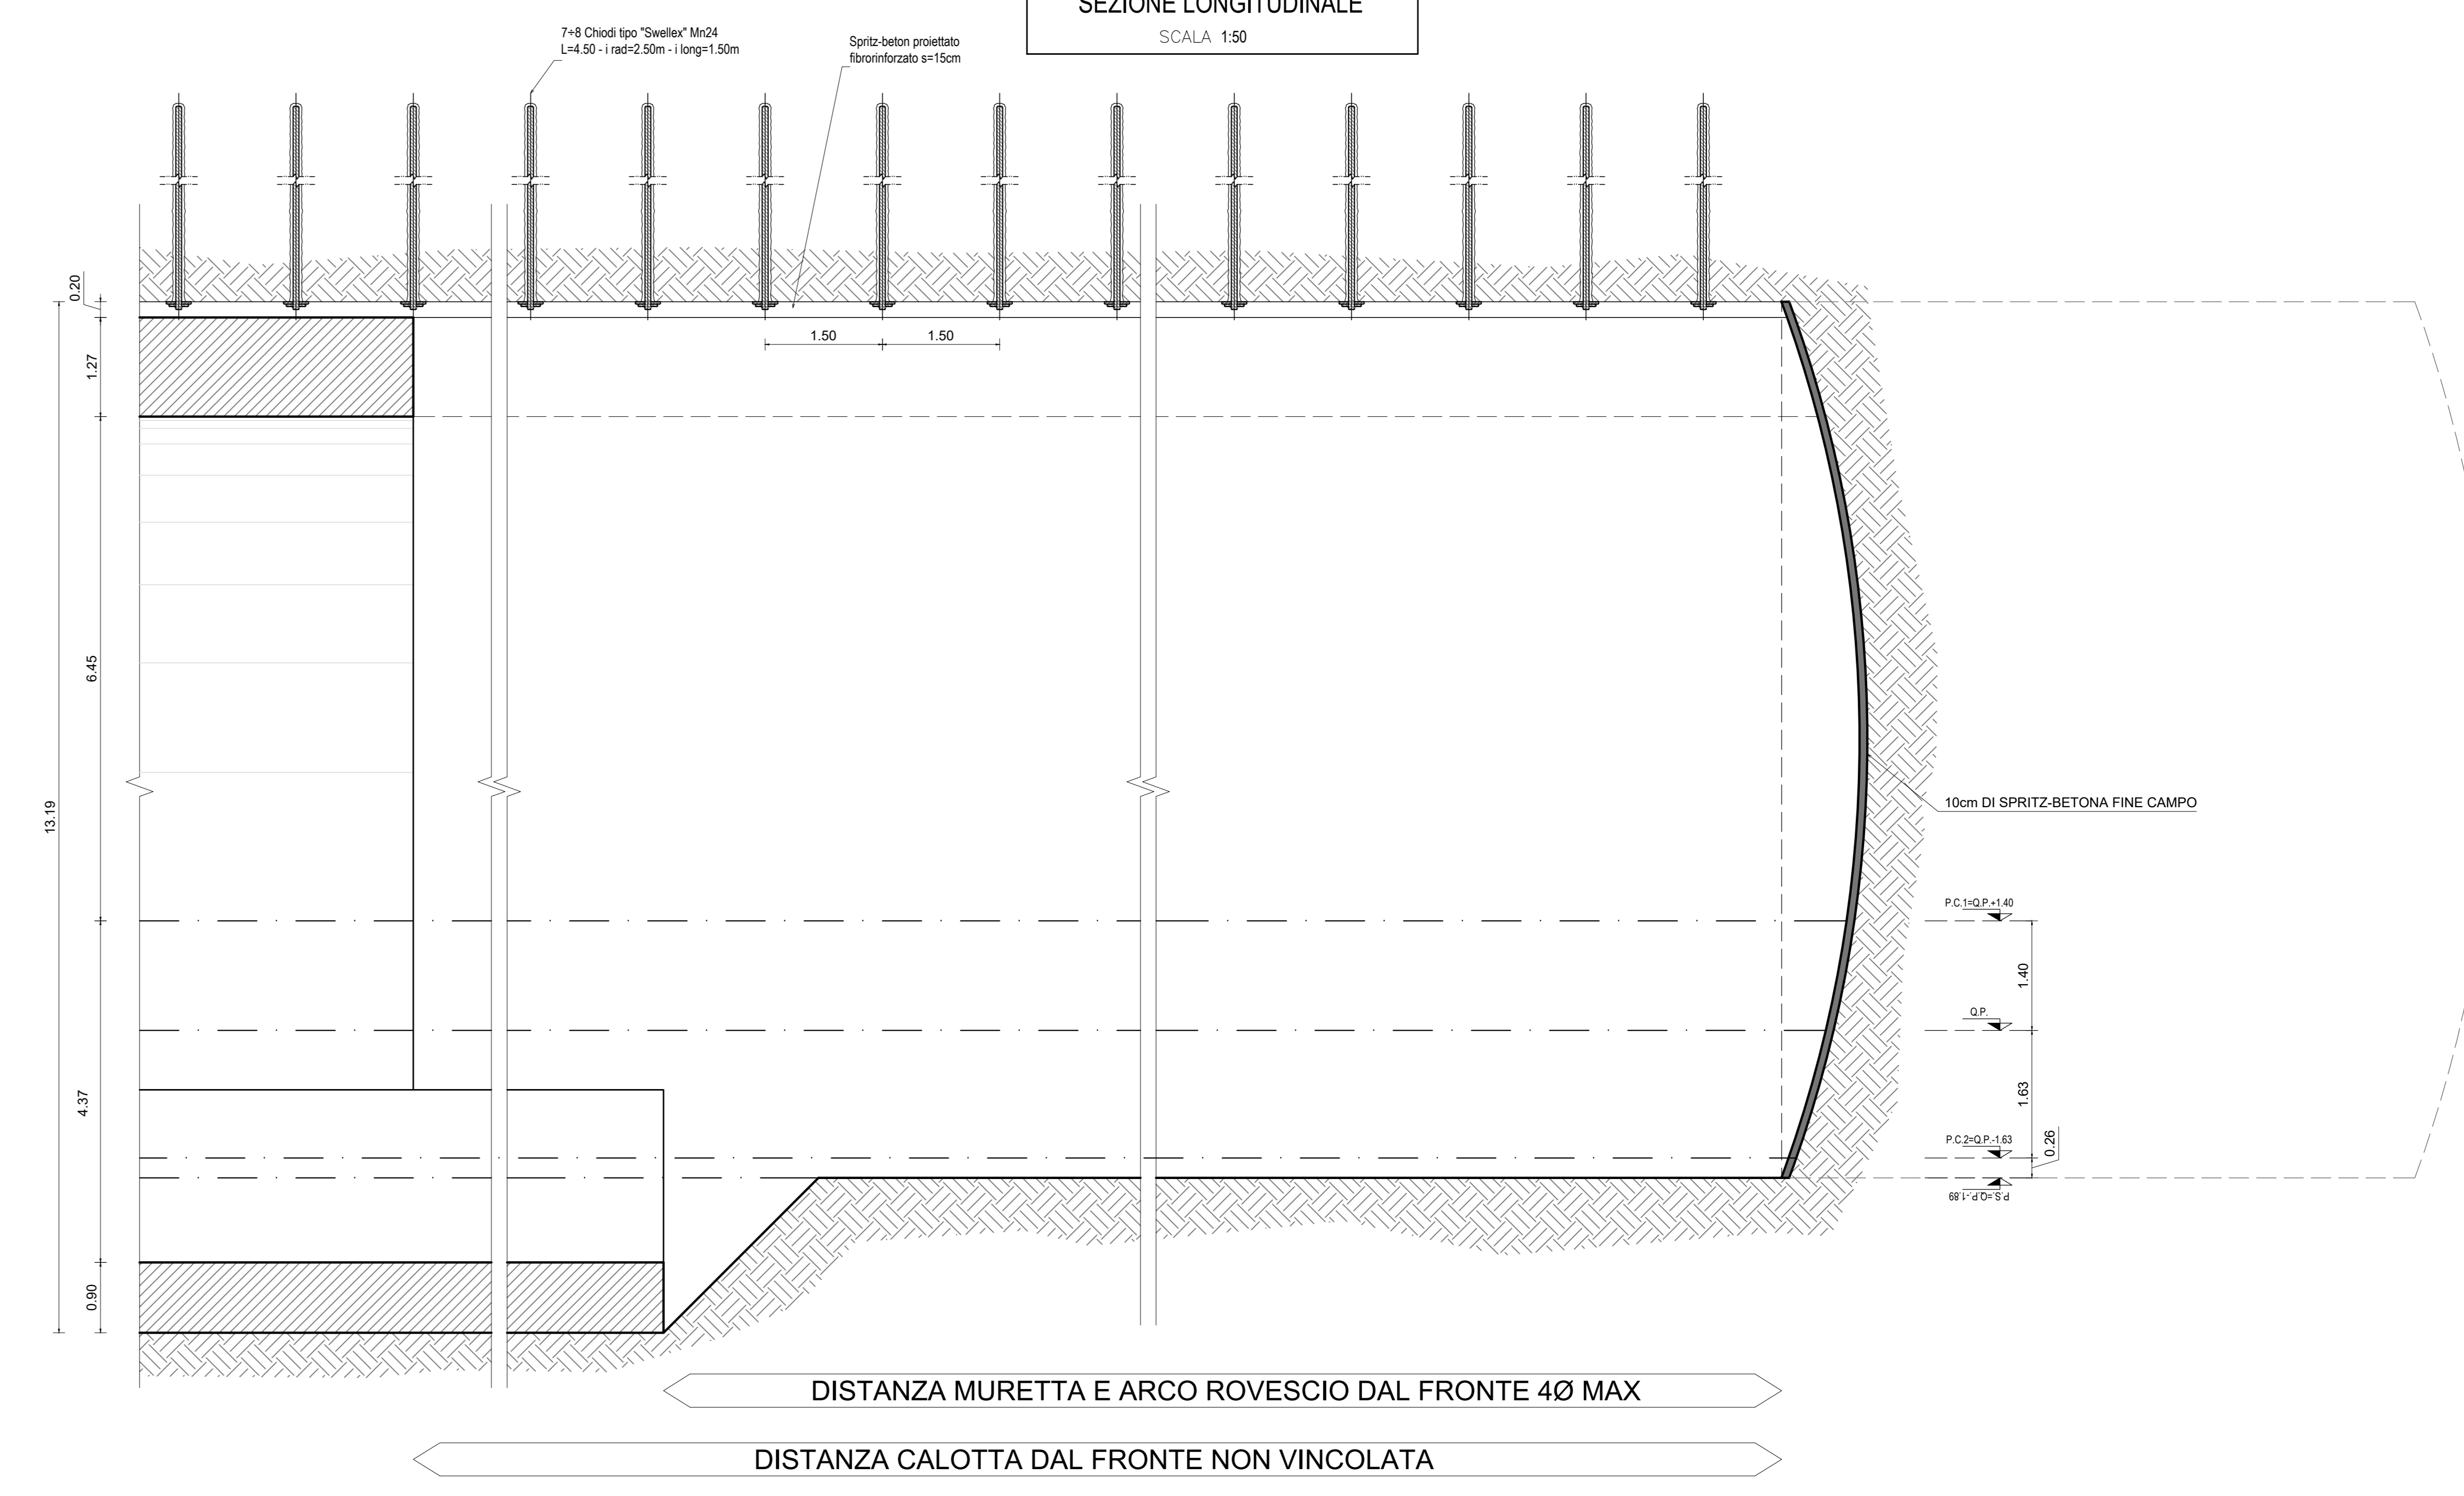 SEZIONE LONGITUDINALE
SCALA 1:50
7÷8 Chiodi tipo "Swellex" Mn24
L=4.50 - i rad=2.50m - i long=1.50m
Spritz-beton proiettato
fibrorinforzato s=15cm
0.20
1.27
1.50
1.50
6.45
13.19
10cm DI SPRITZ-BETONA FINE CAMPO
P.C.1=Q.P.+1.40
1.40
Q.P.
1.63
4.37
P.C.2=Q.P.-1.63
0.26
P.S.=Q.P.-1.89
0.90
DISTANZA MURETTA E ARCO ROVESCIO DAL FRONTE 4Ø MAX
DISTANZA CALOTTA DAL FRONTE NON VINCOLATA